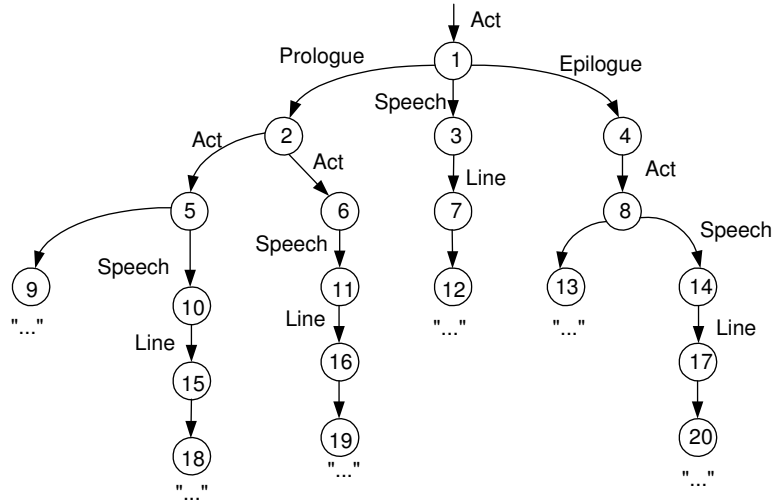 Act
1
Prologue
Epilogue
Speech
2
3
4
Act
Act
Line
Act
5
6
7
8
Speech
Speech
Speech
9
10
11
12
13
14
"..."
"..."
"..."
Line
Line
Line
15
16
17
18
19
20
"..."
"..."
"..."